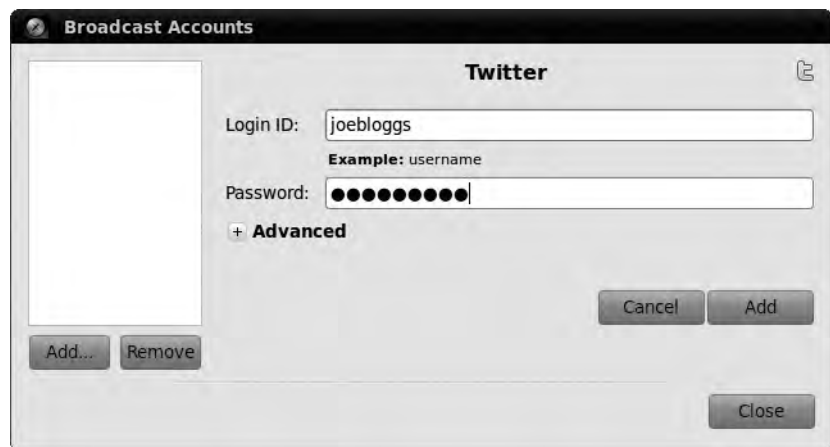 Broadcast Accounts
Twitter
Login ID: joebloggs
Example: username
Password: ●●●●●●●●●
+ Advanced
Cancel Add
Add... Remove
Close